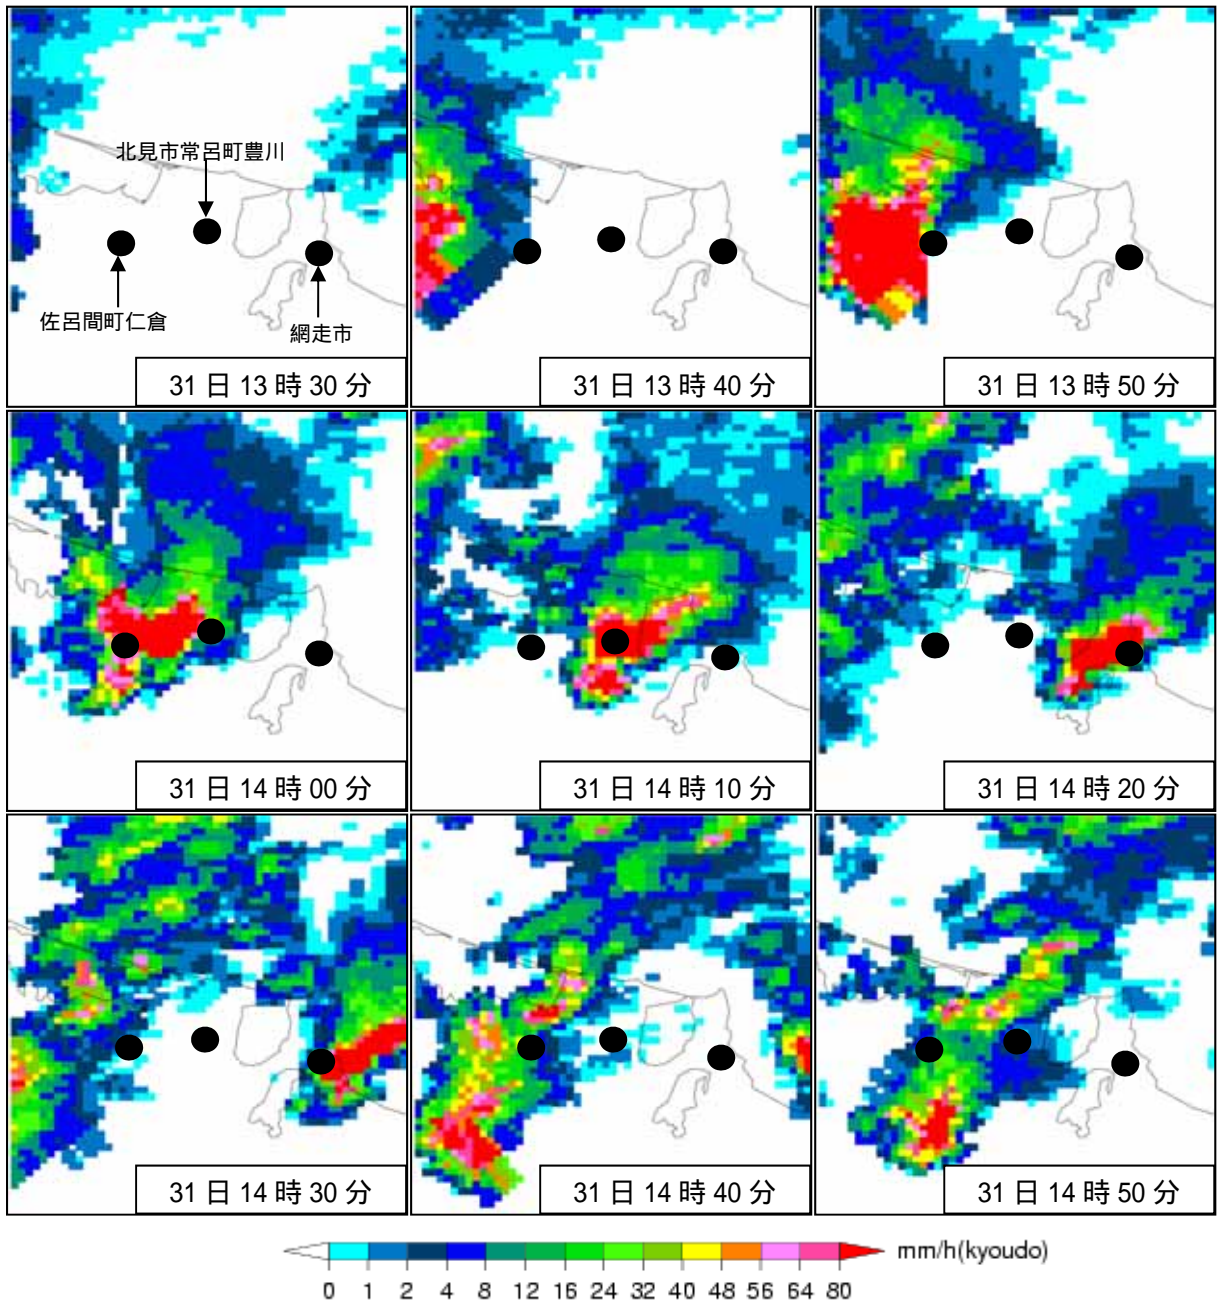 北見市常呂町豊川
佐呂間町仁倉
網走市
31 日 13 時 30 分
31 日 13 時 40 分
31 日 13 時 50 分
31 日 14 時 00 分
31 日 14 時 10 分
31 日 14 時 20 分
31 日 14 時 30 分
31 日 14 時 40 分
31 日 14 時 50 分
mm/h(kyoudo)
0 1 2 4 8 12 16 24 32 40 48 56 64 80